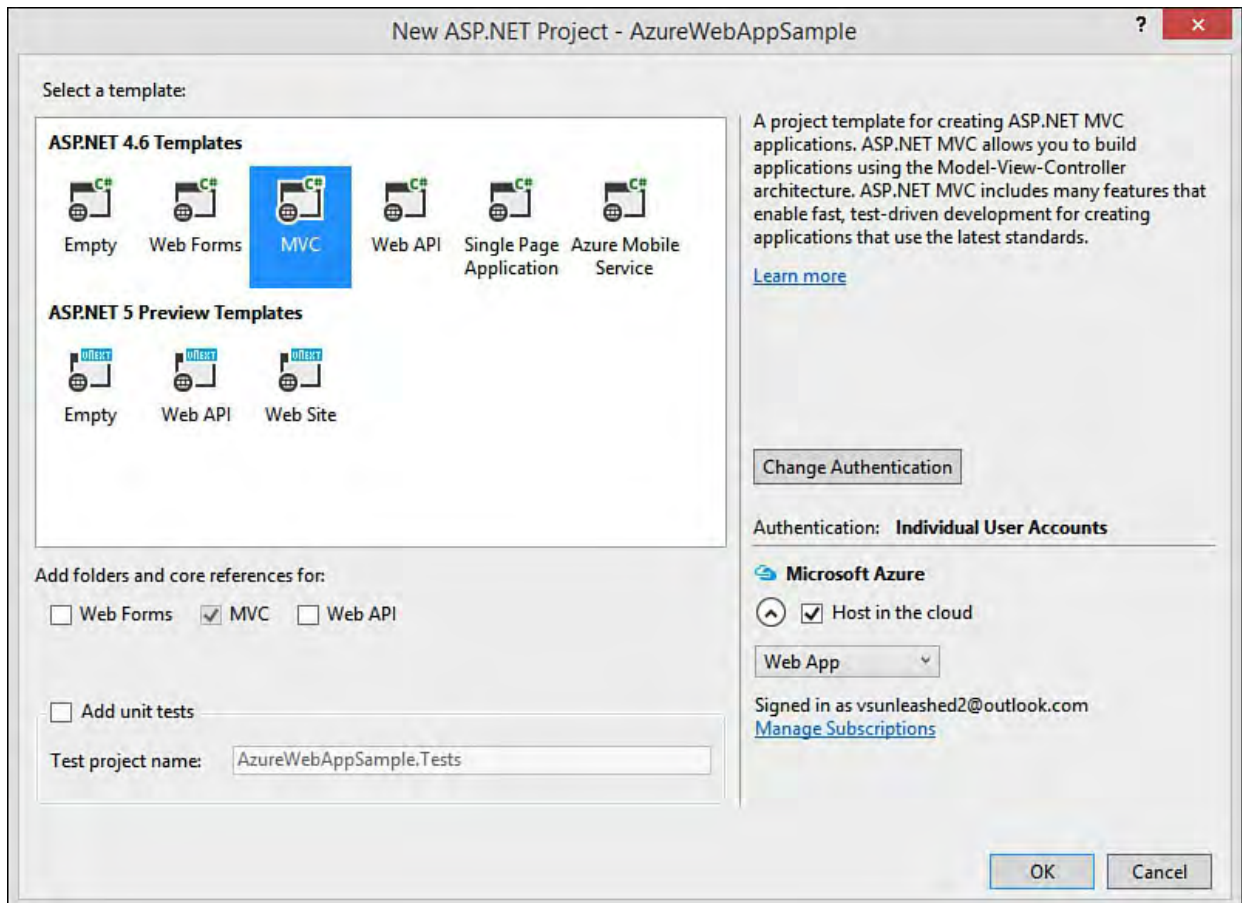 New ASP.NET Project - AzureWebAppSample
?
Select a template:
ASP.NET 4.6 Templates
C# C# C# C# C# C#
Empty Web Forms MVC Web API Single Page Application Azure Mobile Service
ASP.NET 5 Preview Templates
vNEXT vNEXT vNEXT
Empty Web API Web Site
A project template for creating ASP.NET MVC
applications. ASP.NET MVC allows you to build
applications using the Model-View-Controller
architecture. ASP.NET MVC includes many features that
enable fast, test-driven development for creating
applications that use the latest standards.
Learn more
Change Authentication
Authentication: Individual User Accounts
Microsoft Azure
Host in the cloud
Web App
Signed in as vsunleashed2@outlook.com
Manage Subscriptions
Add folders and core references for:
Web Forms MVC Web API
Add unit tests
Test project name: AzureWebAppSample.Tests
OK Cancel